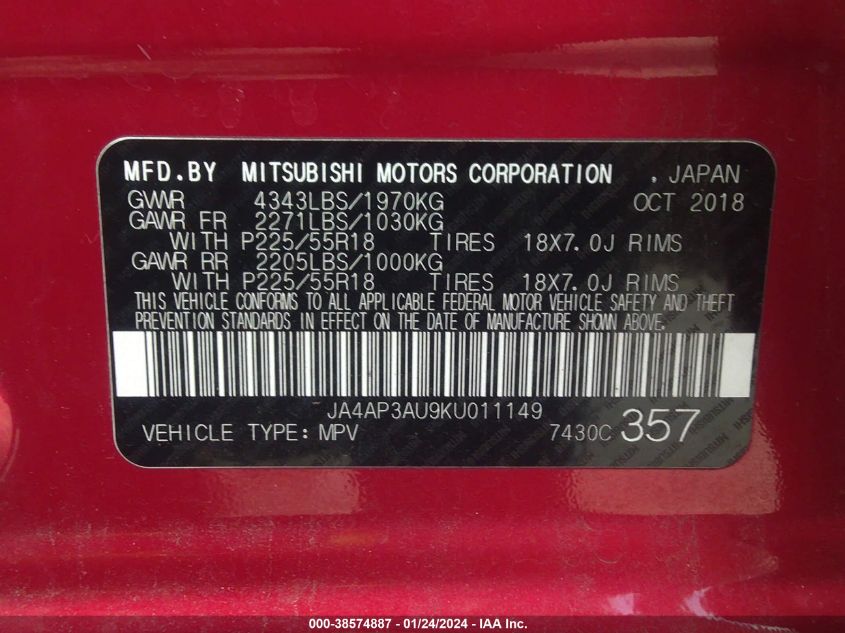 MFD.BY MITSUBISHI MOTORS CORPORATION . JAPAN
GVWR 4343LBS/1970KG OCT 2018
GAWR FR 2271LBS/1030KG
WITH P225/55R18 TIRES 18X7.0J RIMS
GAWR RR 2205LBS/1000KG
WITH P225/55R18 TIRES 18X7.0J RIMS
THIS VEHICLE CONFORMS TO ALL APPLICABLE FEDERAL MOTOR VEHICLE SAFETY AND THEFT
PREVENTION STANDARDS IN EFFECT ON THE DATE OF MANUFACTURE SHOWN ABOVE.
JA4AP3AU9KU011149
VEHICLE TYPE: MPV 7430C 357
000-38574887 - 01/24/2024 - IAA Inc.